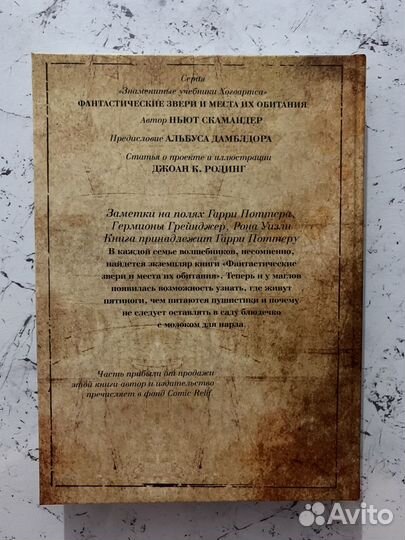 Серия
«Знаменитые учебники Хогвартса»
ФАНТАСТИЧЕСКИЕ ЗВЕРИ И МЕСТА ИХ ОБИТАНИЯ
Автор НЬЮТ СКАМАНДЕР
Предисловие АЛЬБУСА ДАМБЛДОРА
Статья о проекте и иллюстрации
ДЖОАН К. РОЛИНГ
Заметки на полях Гарри Поттера,
Гермионы Грейнджер, Рона Уизли
Книга принадлежит Гарри Поттеру
В каждой семье волшебников, несомненно,
найдется экземпляр книги «Фантастические
звери и места их обитания». Теперь и у маглов
появилась возможность узнать, где живут
пятиноги, чем питаются пушистики и почему
не следует оставлять в саду блюдечко
с молоком для нарла.
Часть прибыли от продажи
этой книги автор и издательство
пречисляет в фонд Comic Relif.
Avito